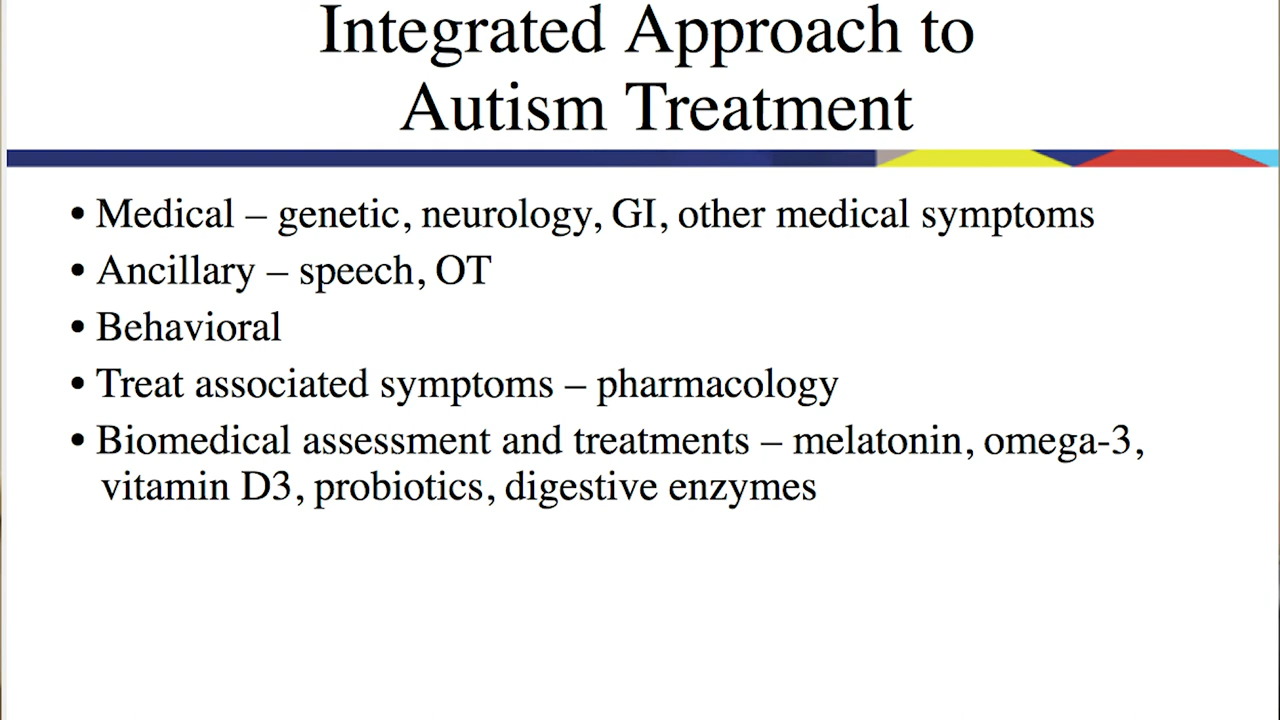 Integrated Approach to
Autism Treatment
• Medical – genetic, neurology, GI, other medical symptoms
• Ancillary – speech, OT
• Behavioral
• Treat associated symptoms – pharmacology
• Biomedical assessment and treatments – melatonin, omega-3,
vitamin D3, probiotics, digestive enzymes